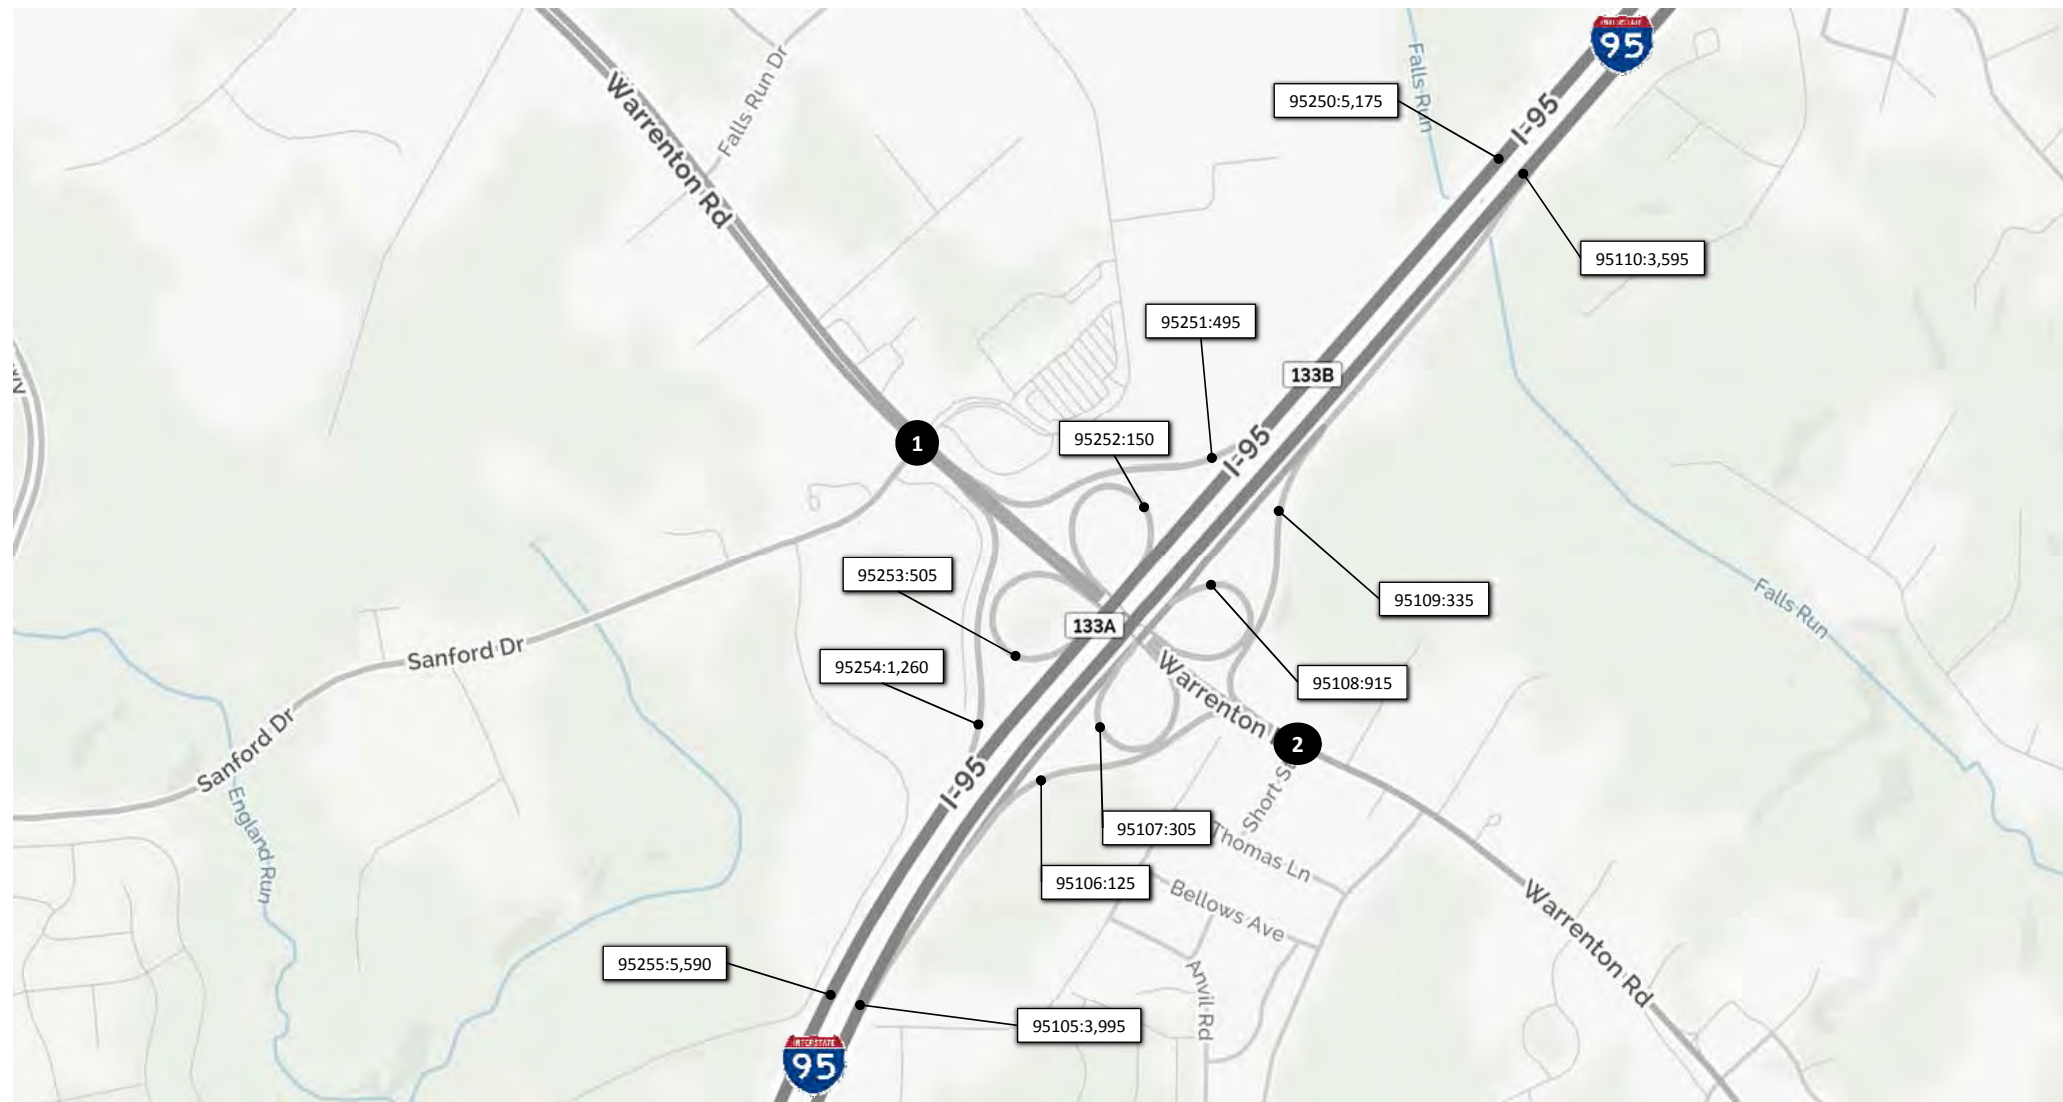 INTERSTATE
95
Falls Run Dr
Warrenton Rd
Falls Run
I-95
95250:5,175
95110:3,595
95251:495
133B
1
95252:150
I-95
95253:505
133A
95109:335
Falls Run
95254:1,260
Sanford Dr
95108:915
Warrenton
2
Sanford Dr
I-95
Short St
England Run
95107:305
Thomas Ln
95106:125
Bellows Ave
Warrenton Rd
95255:5,590
Anvil Rd
95105:3,995
INTERSTATE
95